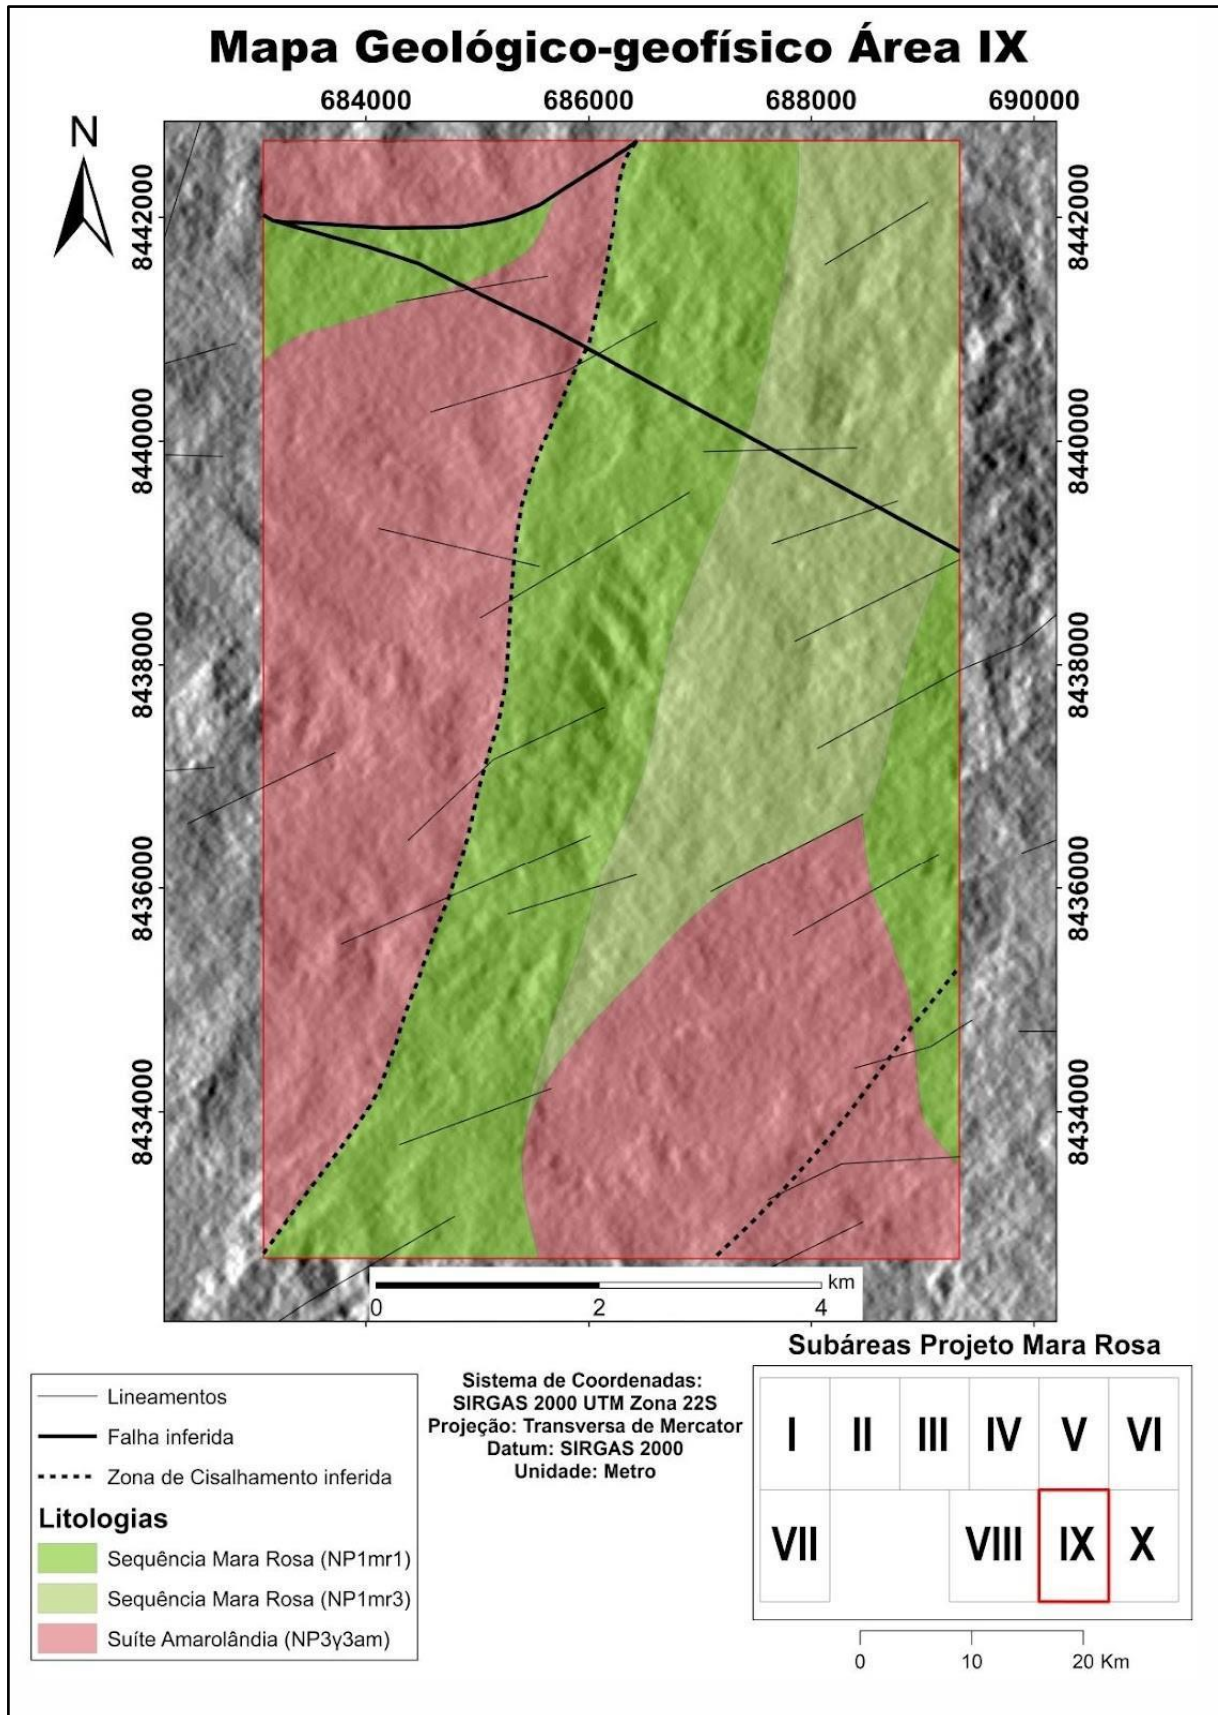 Mapa Geológico-geofísico Área IX
684000 686000 688000 690000
N
8442000 8442000
8440000 8440000
8438000 8438000
8436000 8436000
8434000 8434000
km
0 2 4
Lineamentos
Falha inferida
Zona de Cisalhamento inferida
Litologias
Sequência Mara Rosa (NP1mr1)
Sequência Mara Rosa (NP1mr3)
Suíte Amarolândia (NP3γ3am)
Sistema de Coordenadas:
SIRGAS 2000 UTM Zona 22S
Projeção: Transversa de Mercator
Datum: SIRGAS 2000
Unidade: Metro
Subáreas Projeto Mara Rosa
I II III IV V VI
VII VIII IX X
0 10 20 Km